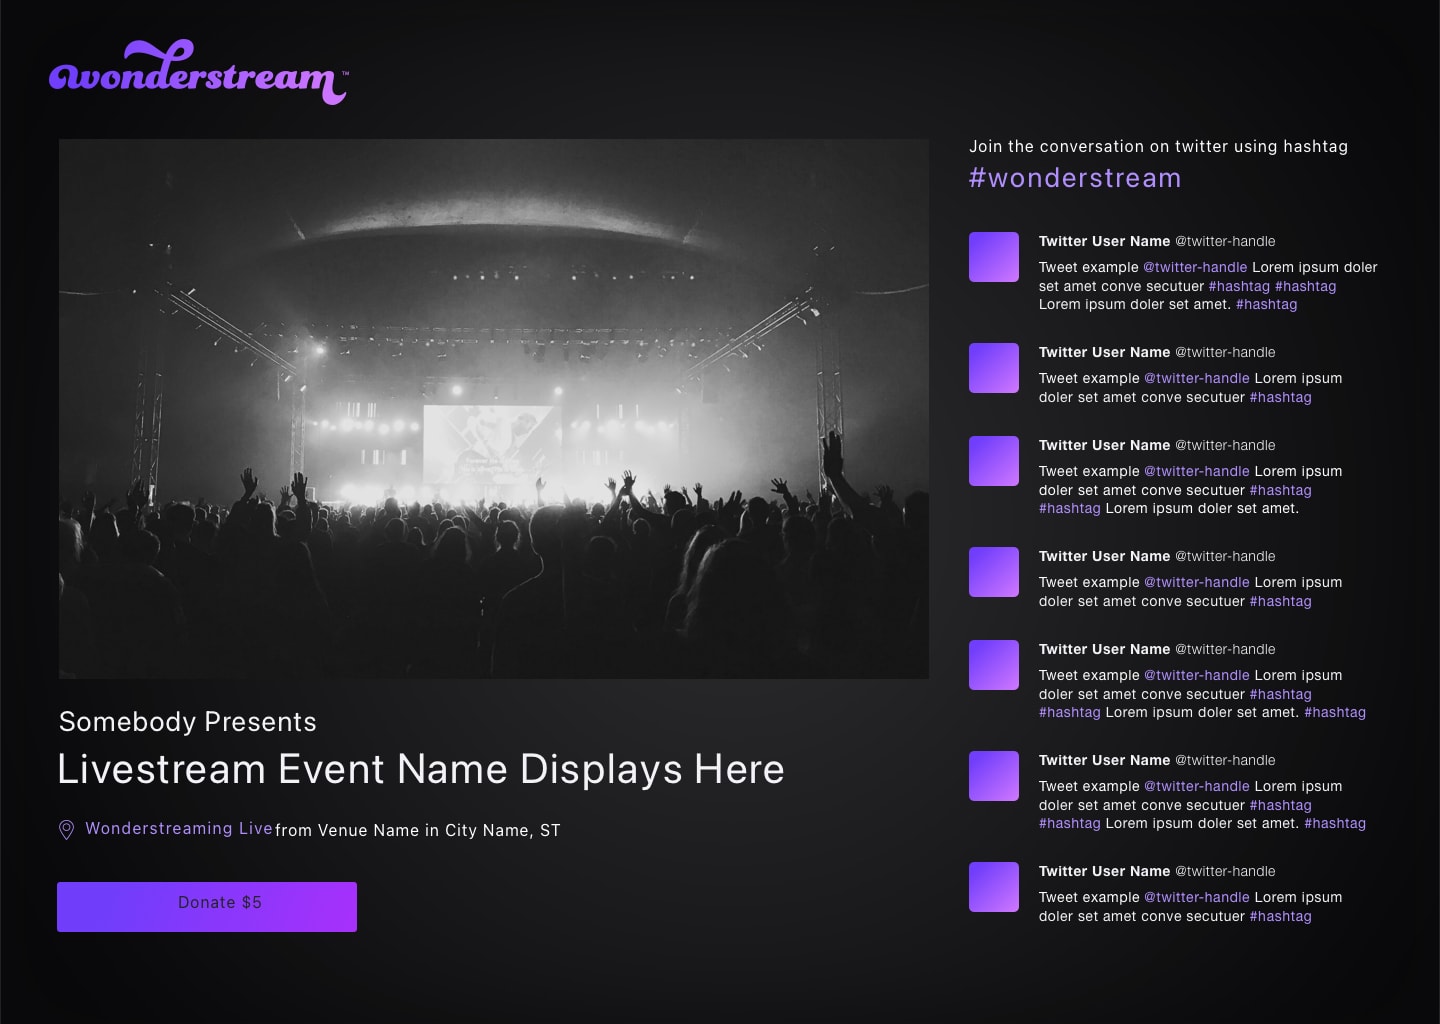 wonderstream™
Join the conversation on twitter using hashtag
#wonderstream
Twitter User Name @twitter-handle
Tweet example @twitter-handle Lorem ipsum doler
set amet conve secutuer #hashtag #hashtag
Lorem ipsum doler set amet. #hashtag
Twitter User Name @twitter-handle
Tweet example @twitter-handle Lorem ipsum
doler set amet conve secutuer #hashtag
Twitter User Name @twitter-handle
Tweet example @twitter-handle Lorem ipsum
doler set amet conve secutuer #hashtag
#hashtag Lorem ipsum doler set amet.
Twitter User Name @twitter-handle
Tweet example @twitter-handle Lorem ipsum
doler set amet conve secutuer #hashtag
Twitter User Name @twitter-handle
Tweet example @twitter-handle Lorem ipsum
doler set amet conve secutuer #hashtag
#hashtag Lorem ipsum doler set amet. #hashtag
Twitter User Name @twitter-handle
Tweet example @twitter-handle Lorem ipsum
doler set amet conve secutuer #hashtag
#hashtag Lorem ipsum doler set amet. #hashtag
Twitter User Name @twitter-handle
Tweet example @twitter-handle Lorem ipsum
doler set amet conve secutuer #hashtag
Somebody Presents
Livestream Event Name Displays Here
Wonderstreaming Live from Venue Name in City Name, ST
Donate $5